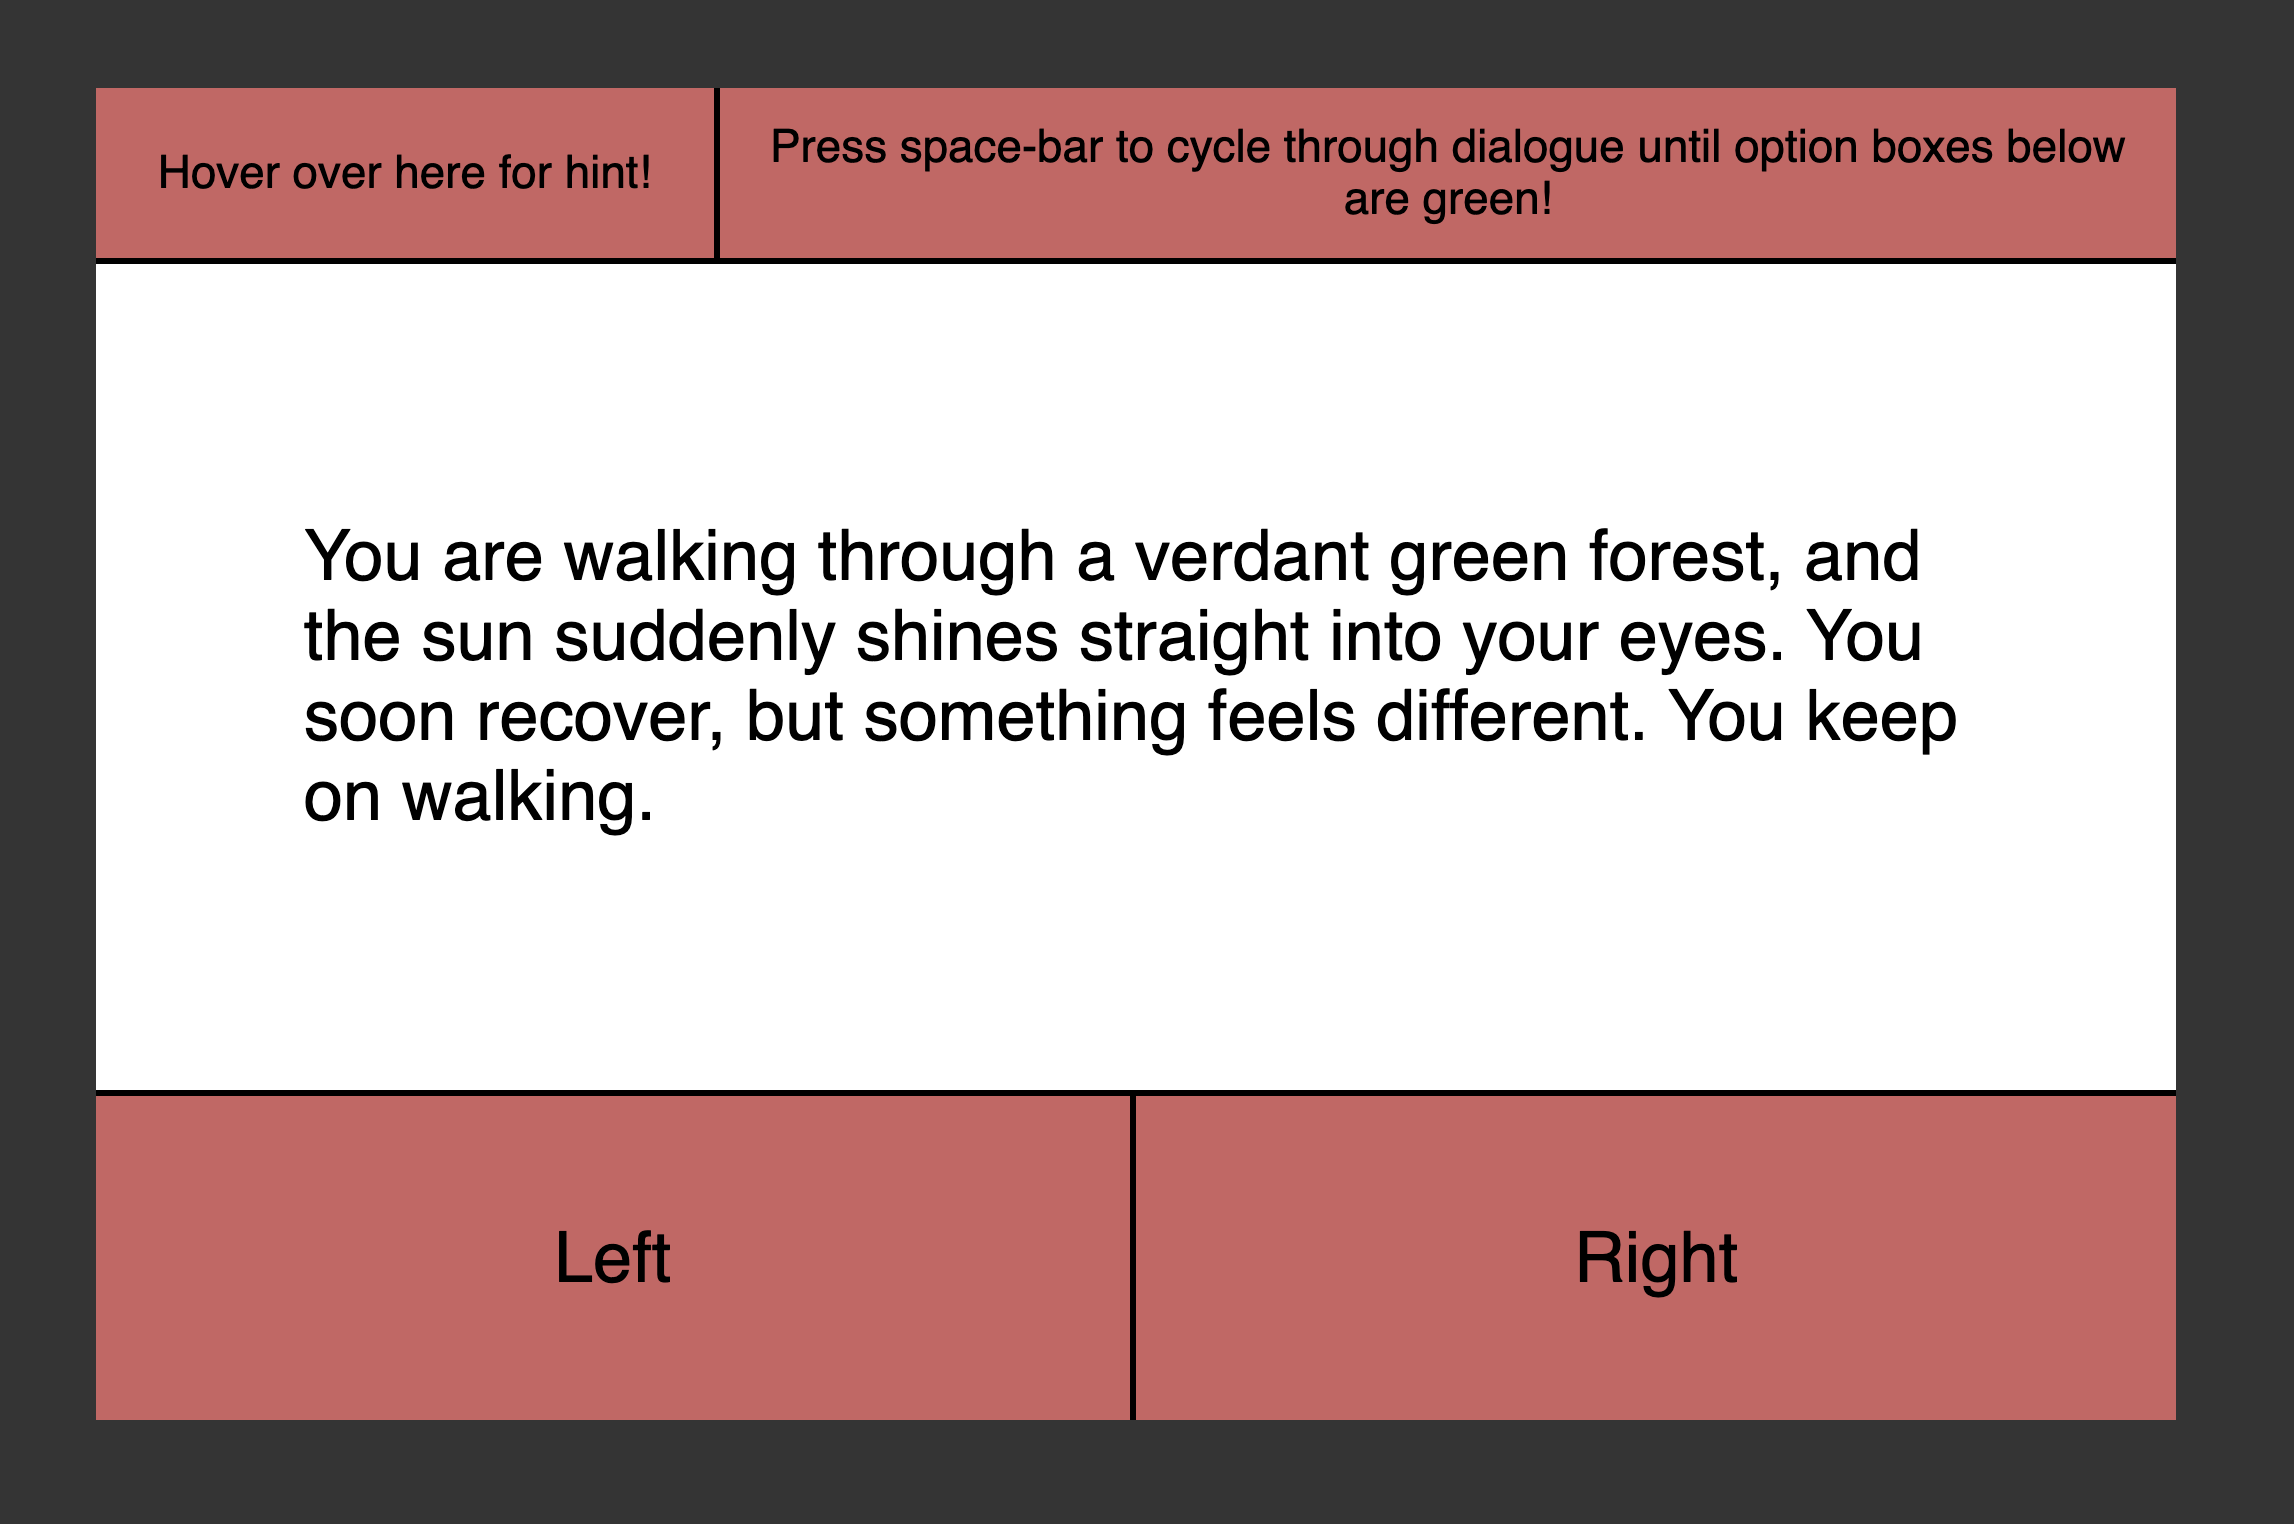 Hover over here for hint!
Press space-bar to cycle through dialogue until option boxes below
are green!
You are walking through a verdant green forest, and
the sun suddenly shines straight into your eyes. You
soon recover, but something feels different. You keep
on walking.
Left
Right